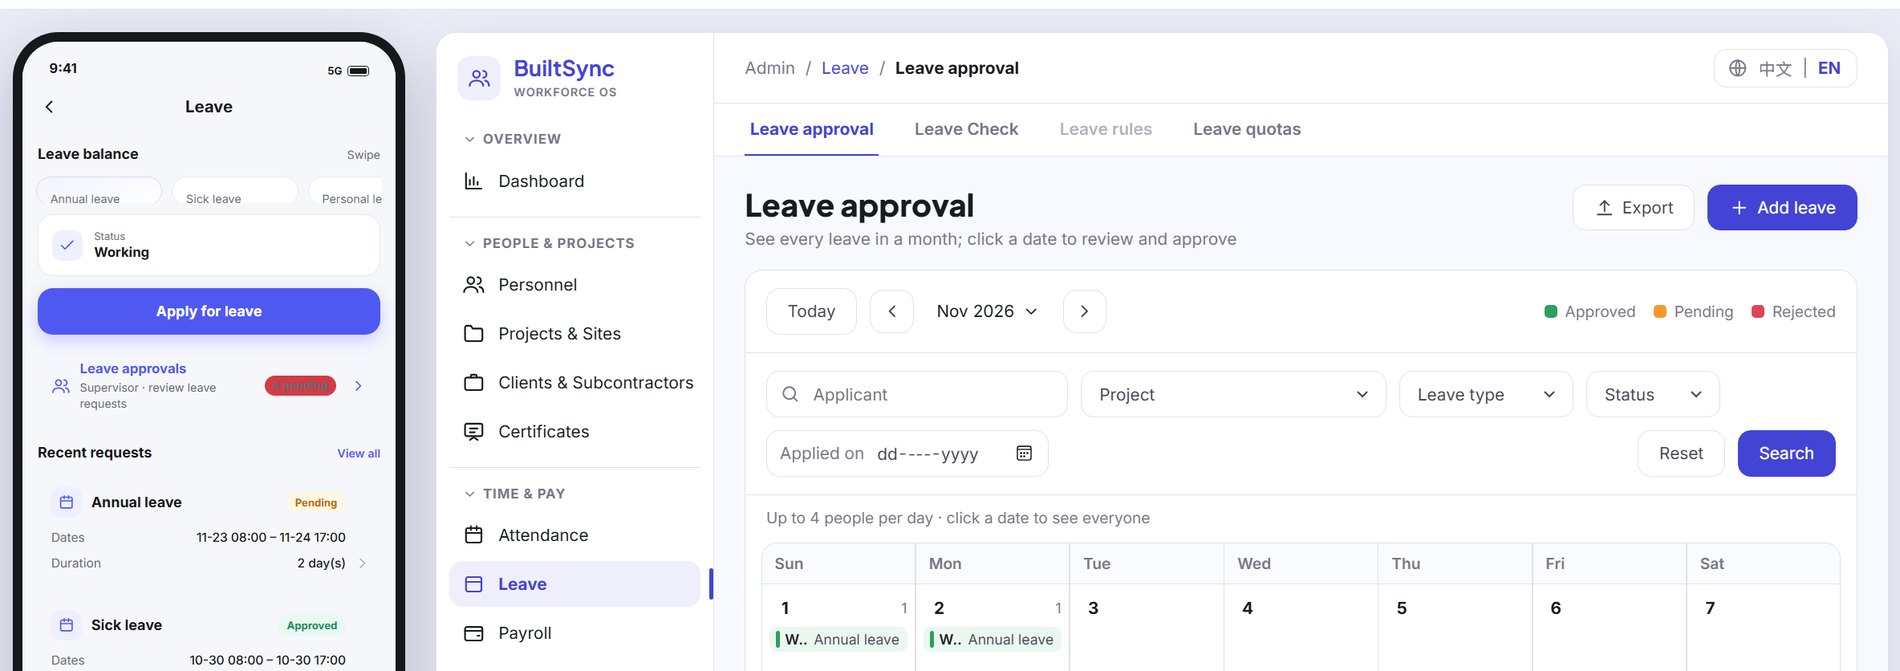 9:41
5G
Leave
Leave balance
Swipe
Annual leave
Sick leave
Personal le
Status
Working
Apply for leave
Leave approvals
Supervisor · review leave
requests
4 pending
Recent requests
View all
Annual leave
Pending
Dates
11-23 08:00 – 11-24 17:00
Duration
2 day(s)
Sick leave
Approved
Dates
10-30 08:00 – 10-30 17:00
BuiltSync
WORKFORCE OS
OVERVIEW
Dashboard
PEOPLE & PROJECTS
Personnel
Projects & Sites
Clients & Subcontractors
Certificates
TIME & PAY
Attendance
Leave
Payroll
Admin / Leave / Leave approval
中文 | EN
Leave approval
Leave Check
Leave rules
Leave quotas
Leave approval
See every leave in a month; click a date to review and approve
Export
Add leave
Today
Nov 2026
Approved
Pending
Rejected
Applicant
Project
Leave type
Status
Applied on
dd-----yyyy
Reset
Search
Up to 4 people per day · click a date to see everyone
Sun
Mon
Tue
Wed
Thu
Fri
Sat
1
1
2
1
3
4
5
6
7
W.. Annual leave
W.. Annual leave